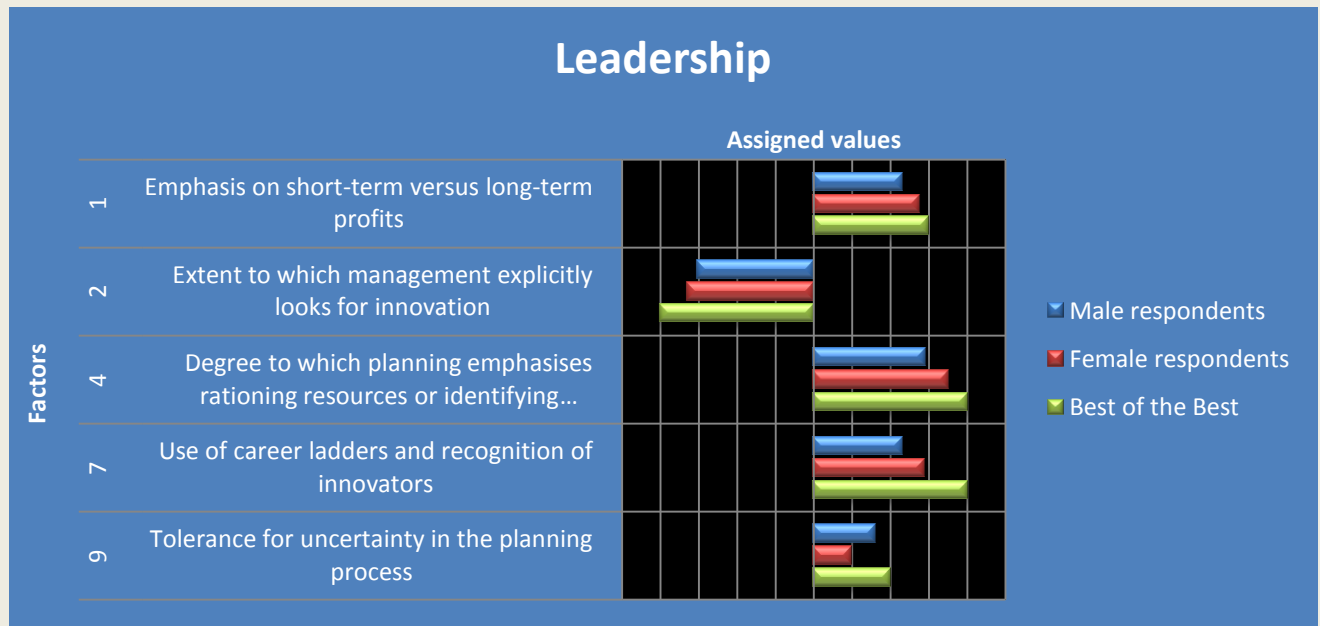 Leadership
Assigned values
Factors
1
Emphasis on short-term versus long-term
profits
2
Extent to which management explicitly
looks for innovation
4
Degree to which planning emphasises
rationing resources or identifying...
7
Use of career ladders and recognition of
innovators
9
Tolerance for uncertainty in the planning
process
Male respondents
Female respondents
Best of the Best